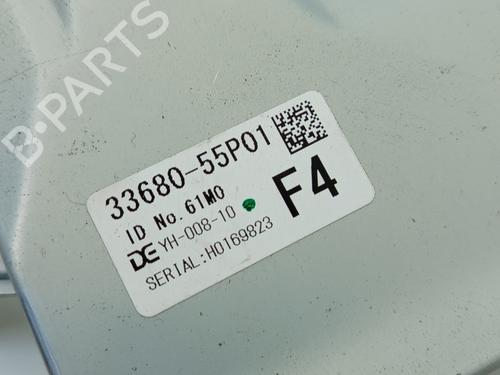 B-PARTS
33680-55P01
ID No.61M0
DE YH-008-10
F4
SERIAL:H0169823